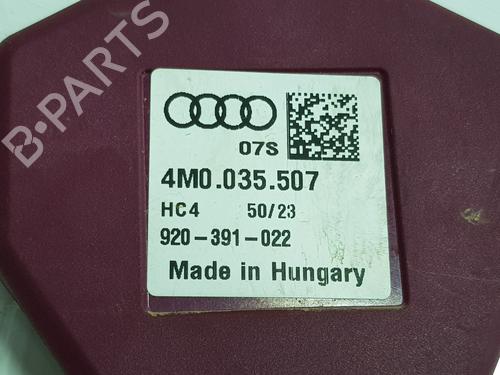 B-PARTS
07S
4M0.035.507
HC4 50/23
920-391-022
Made in Hungary